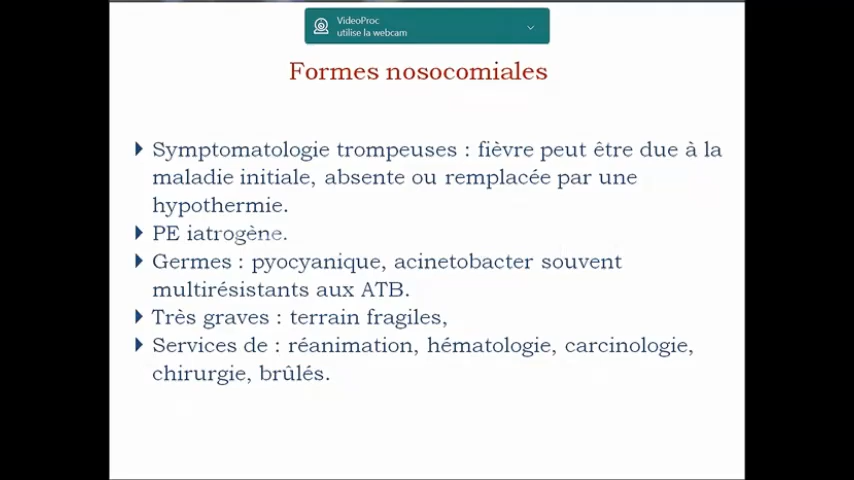 VideoProc
utilise la webcam
Formes nosocomiales
Symptomatologie trompeuses : fièvre peut être due à la
maladie initiale, absente ou remplacée par une
hypothermie.
PE iatrogène.
Germes : pyocyanique, acinetobacter souvent
multirésistants aux ATB.
Très graves : terrain fragiles,
Services de : réanimation, hématologie, carcinologie,
chirurgie, brûlés.